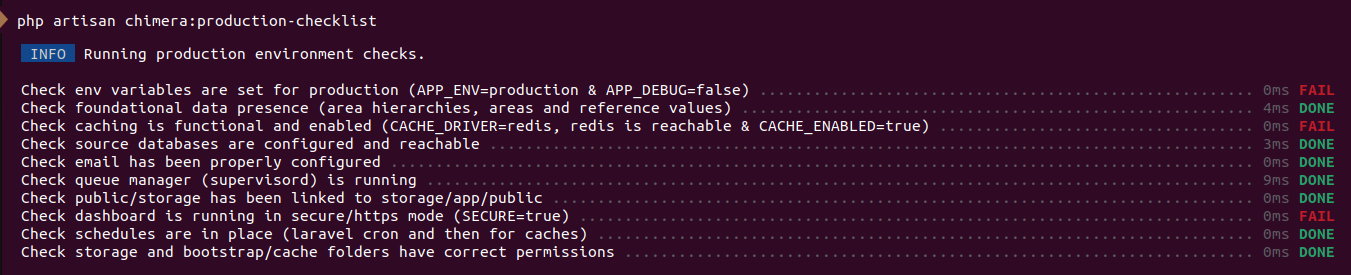 php artisan chimera:production-checklist
INFO Running production environment checks.
Check env variables are set for production (APP_ENV=production & APP_DEBUG=false) ........................................................ 0ms FAIL
Check foundational data presence (area hierarchies, areas and reference values) .......................................................... 4ms DONE
Check caching is functional and enabled (CACHE_DRIVER=redis, redis is reachable & CACHE_ENABLED=true) .................................... 0ms FAIL
Check source databases are configured and reachable ...................................................................................... 3ms DONE
Check email has been properly configured ................................................................................................. 0ms DONE
Check queue manager (supervisord) is running ............................................................................................. 9ms DONE
Check public/storage has been linked to storage/app/public ............................................................................... 0ms DONE
Check dashboard is running in secure/https mode (SECURE=true) ............................................................................ 0ms FAIL
Check schedules are in place (laravel cron and then for caches) .......................................................................... 0ms DONE
Check storage and bootstrap/cache folders have correct permissions ....................................................................... 0ms DONE